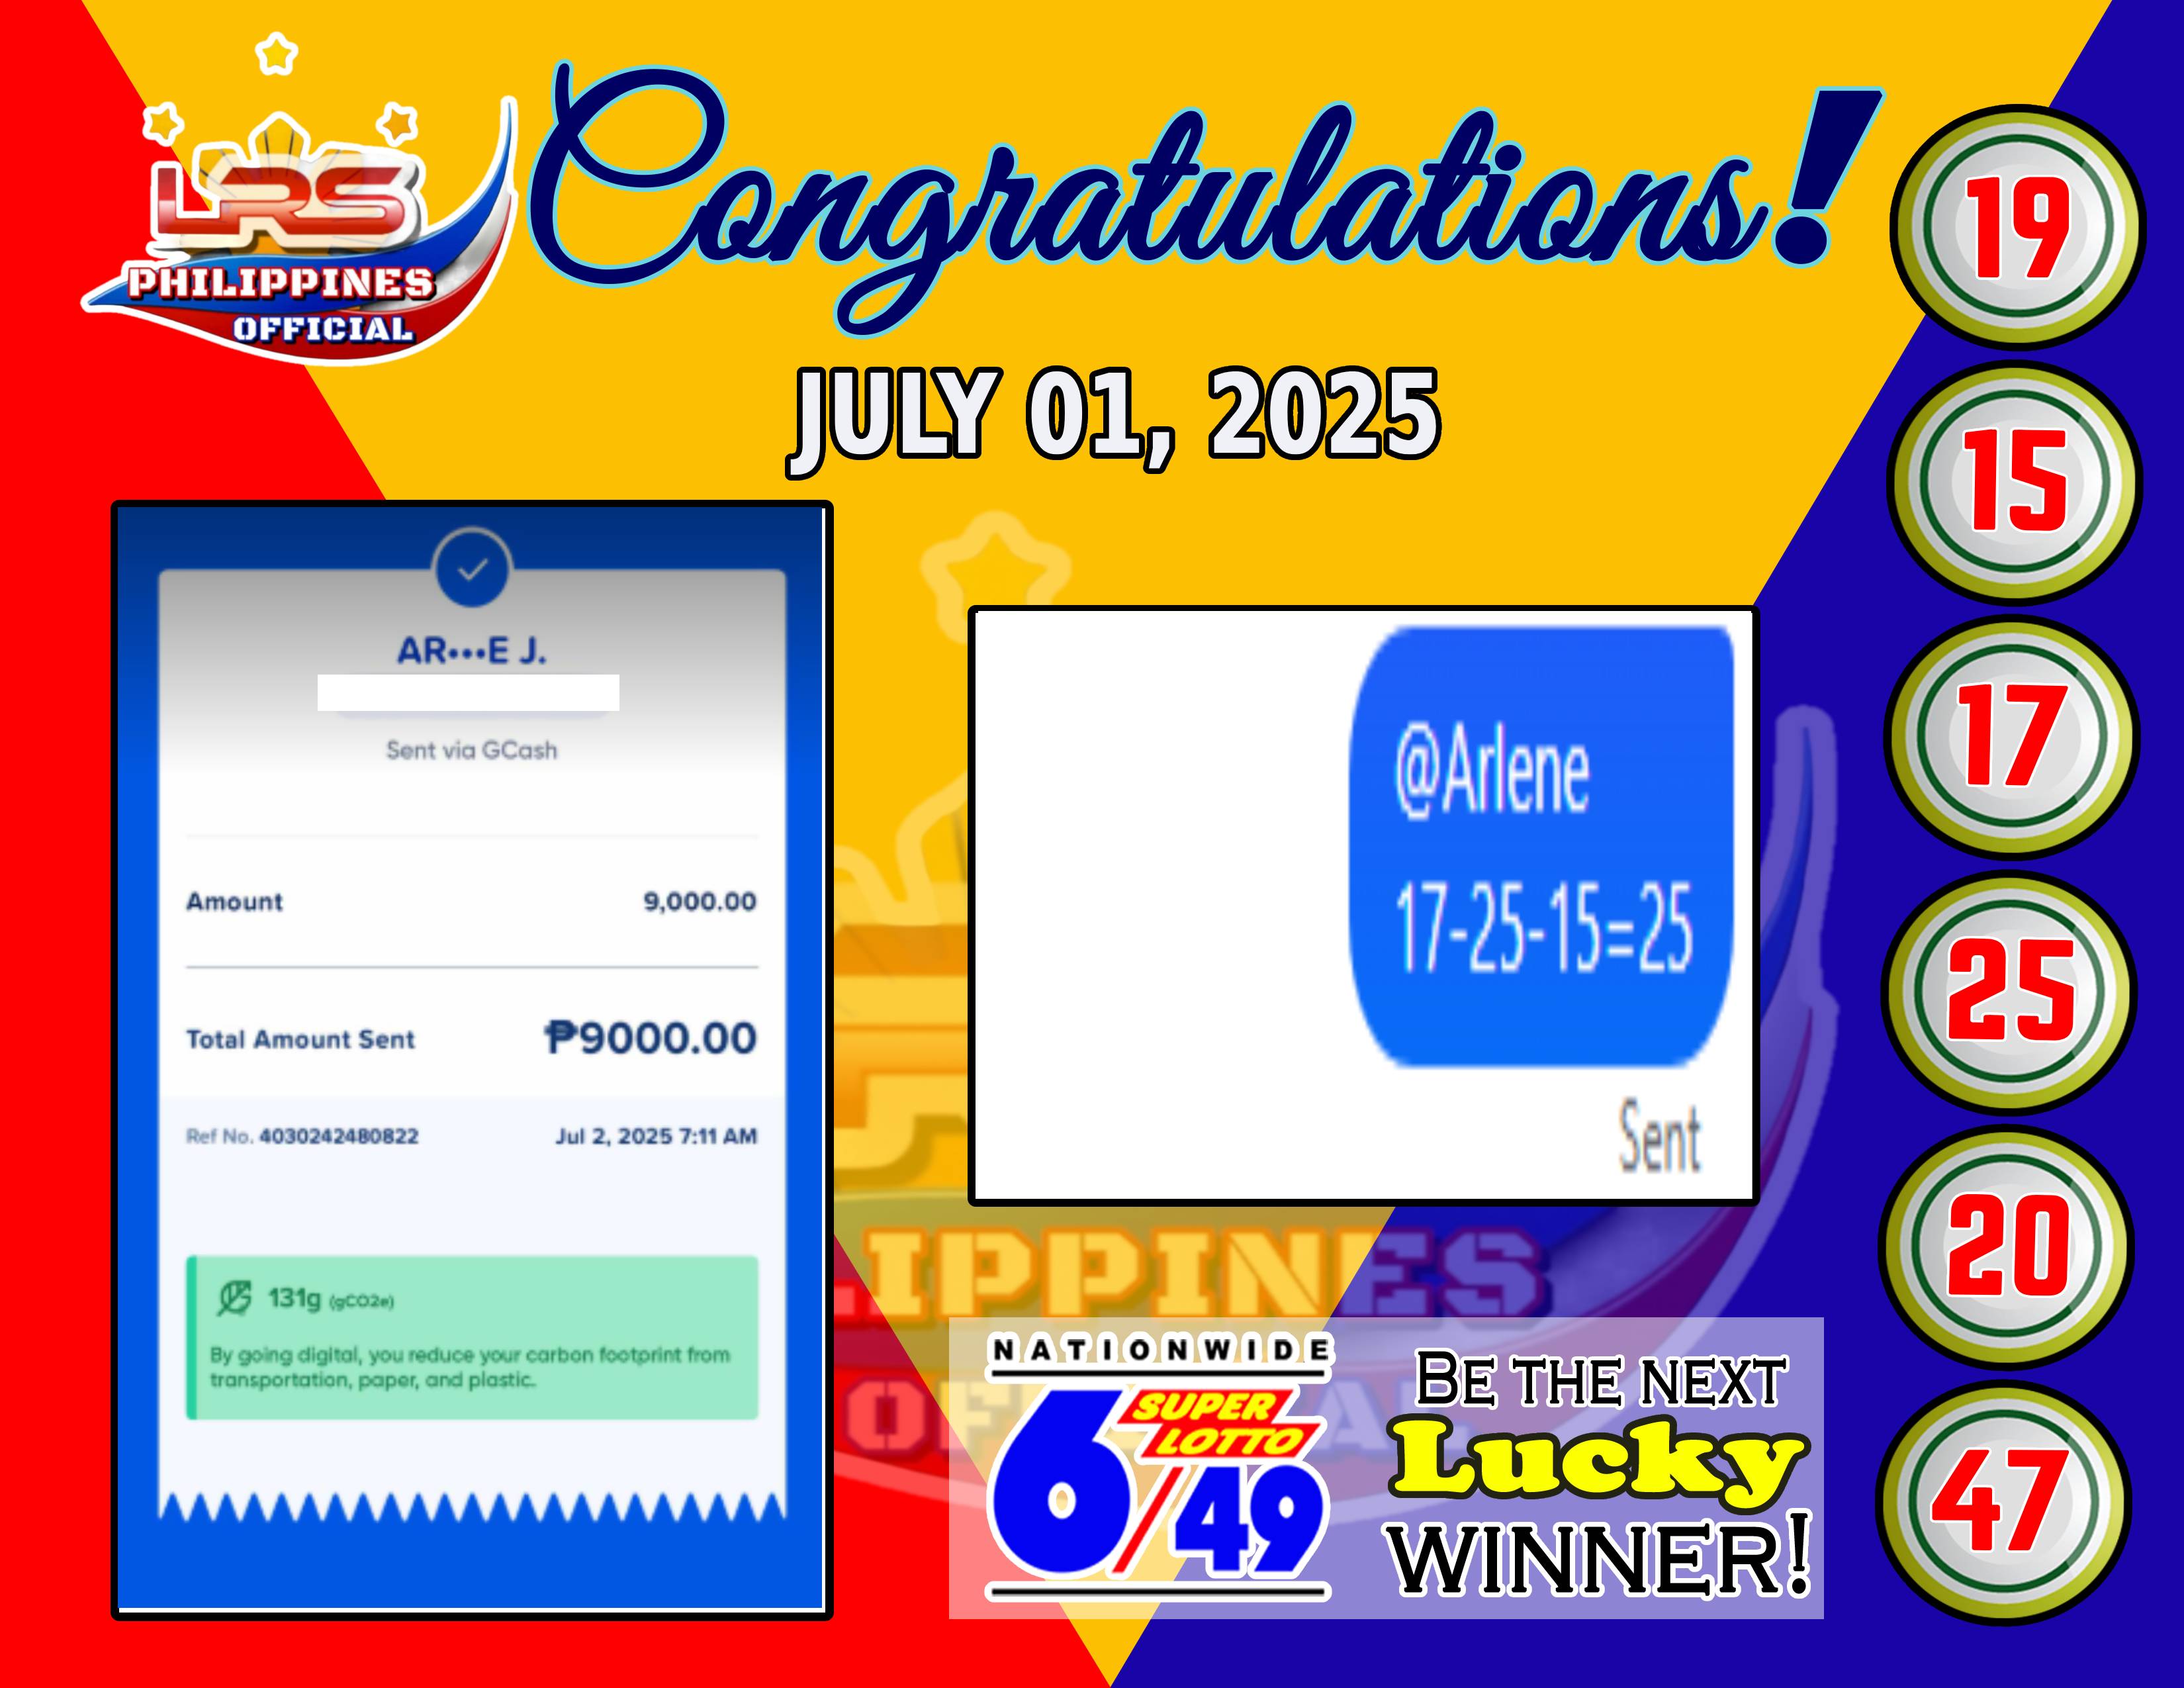 LRS
PHILIPPINES
OFFICIAL
Congratulations!
JULY 01, 2025
AR•••E J.
Sent via GCash
Amount 9,000.00
Total Amount Sent ₱9000.00
Ref No. 4030242480822 Jul 2, 2025 7:11 AM
131g (gCO2e)
By going digital, you reduce your carbon footprint from
transportation, paper, and plastic.
@Arlene
17-25-15=25
Sent
NATIONWIDE
SUPER
LOTTO
6/49
BE THE NEXT
Lucky
WINNER!
19
15
17
25
20
47